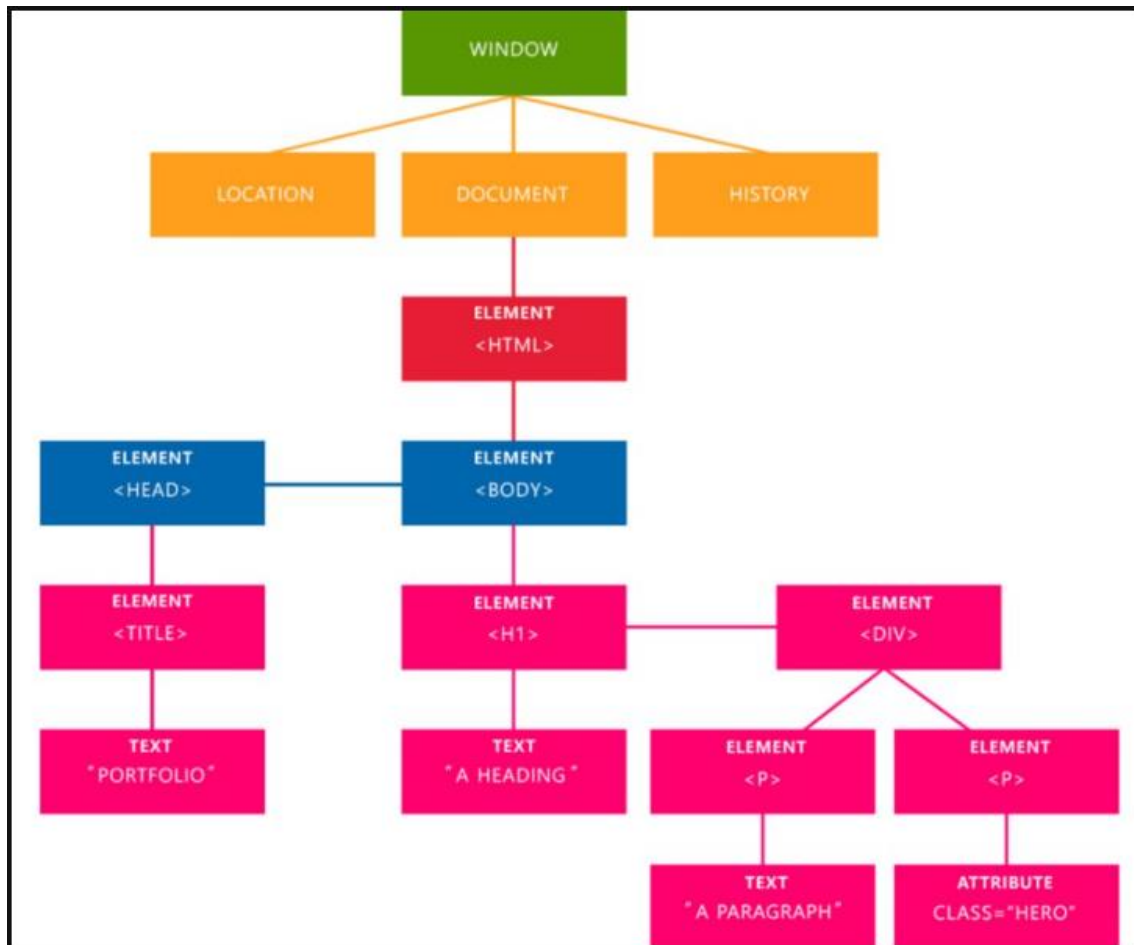 WINDOW
LOCATION
DOCUMENT
HISTORY
ELEMENT
<HTML>
ELEMENT
<HEAD>
ELEMENT
<BODY>
ELEMENT
<TITLE>
ELEMENT
<H1>
ELEMENT
<DIV>
TEXT
"PORTFOLIO"
TEXT
"A HEADING"
ELEMENT
<P>
ELEMENT
<P>
TEXT
"A PARAGRAPH"
ATTRIBUTE
CLASS="HERO"